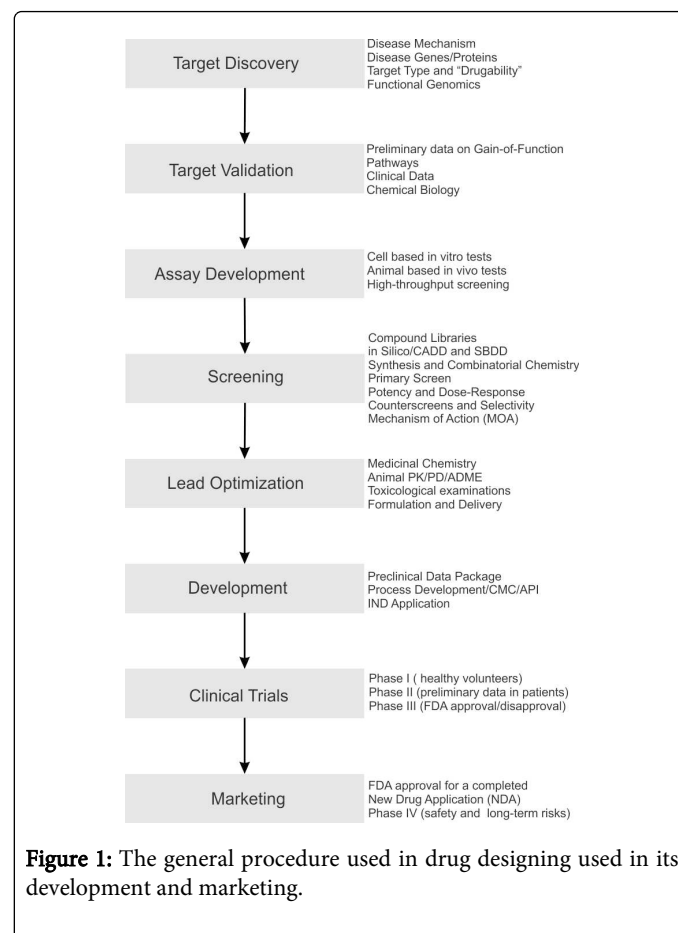 Target Discovery
Disease Mechanism
Disease Genes/Proteins
Target Type and “Drugability”
Functional Genomics
Target Validation
Preliminary data on Gain-of-Function
Pathways
Clinical Data
Chemical Biology
Assay Development
Cell based in vitro tests
Animal based in vivo tests
High-throughput screening
Screening
Compound Libraries
in Silico/CADD and SBDD
Synthesis and Combinatorial Chemistry
Primary Screen
Potency and Dose-Response
Counterscreens and Selectivity
Mechanism of Action (MOA)
Lead Optimization
Medicinal Chemistry
Animal PK/PD/ADME
Toxicological examinations
Formulation and Delivery
Development
Preclinical Data Package
Process Development/CMC/API
IND Application
Clinical Trials
Phase I ( healthy volunteers)
Phase II (preliminary data in patients)
Phase III (FDA approval/disapproval)
Marketing
FDA approval for a completed
New Drug Application (NDA)
Phase IV (safety and long-term risks)
Figure 1: The general procedure used in drug designing used in its
development and marketing.